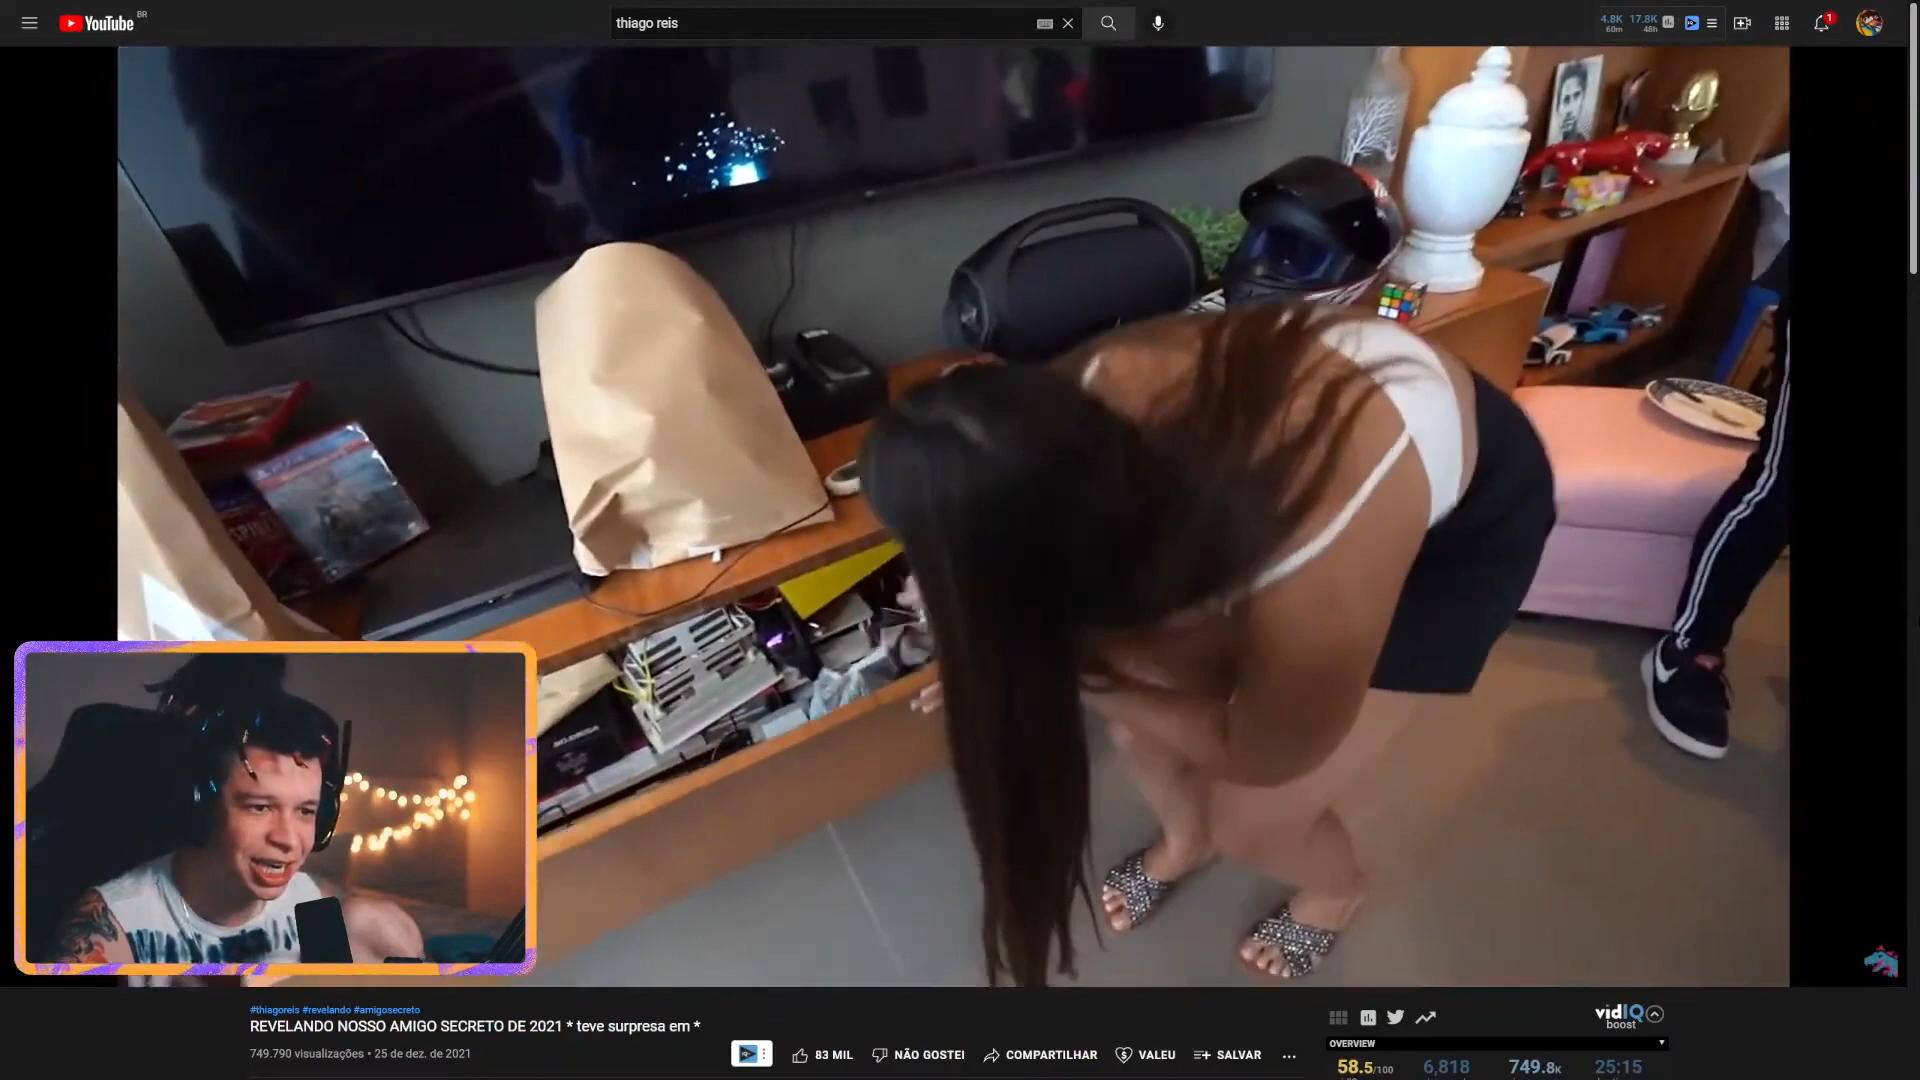 YouTube BR
thiago reis
4.8K 17.8K
60m 48h
1
#thiagoreis #revelando #amigosecreto
REVELANDO NOSSO AMIGO SECRETO DE 2021 * teve surpresa em *
749.790 visualizações • 25 de dez. de 2021
83 MIL NÃO GOSTEI COMPARTILHAR VALEU SALVAR
vidIQ
boost
OVERVIEW
58.5/100 6,818 749.8K 25:15